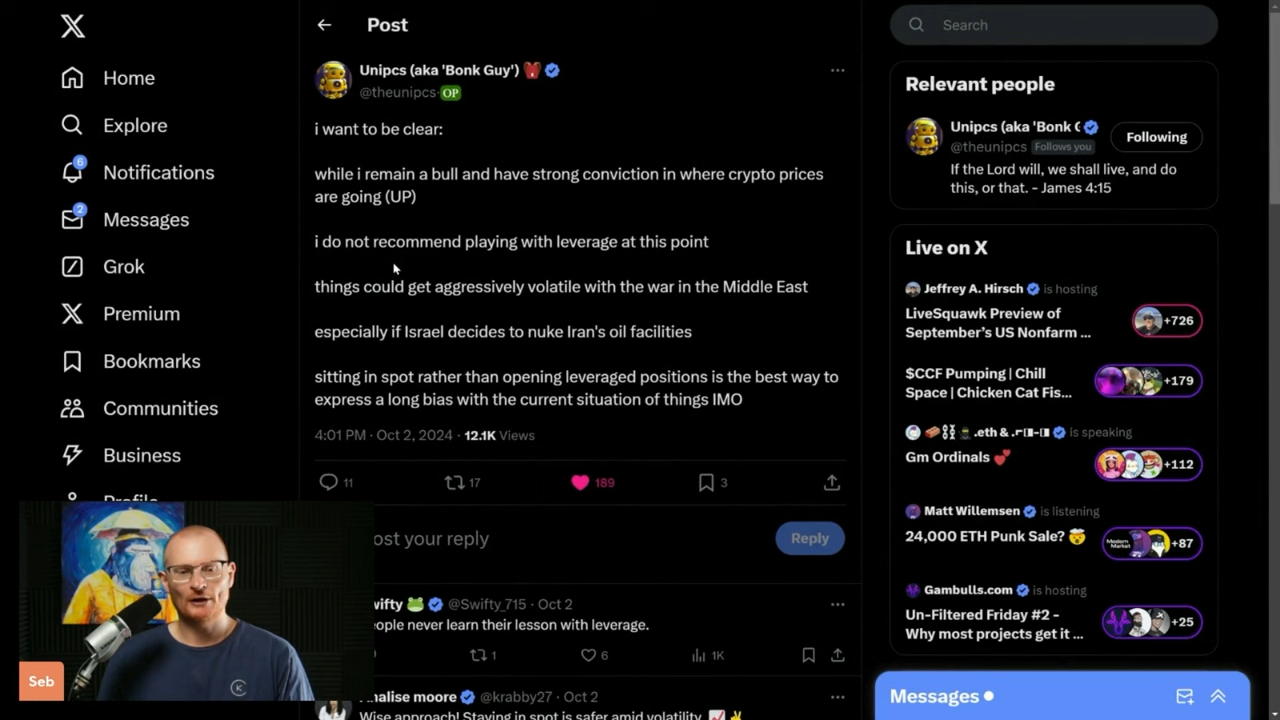 Home
Explore
6
Notifications
2
Messages
Grok
Premium
Bookmarks
Communities
Business
Profile
Seb
Post
Unipcs (aka 'Bonk Guy')
@theunipcs· OP
i want to be clear:
while i remain a bull and have strong conviction in where crypto prices
are going (UP)
i do not recommend playing with leverage at this point
things could get aggressively volatile with the war in the Middle East
especially if Israel decides to nuke Iran's oil facilities
sitting in spot rather than opening leveraged positions is the best way to
express a long bias with the current situation of things IMO
4:01 PM · Oct 2, 2024 · 12.1K Views
11 17 189 3
ost your reply
Reply
wifty 🐸 @Swifty_715 · Oct 2
ople never learn their lesson with leverage.
1 6 1K
nalise moore @krabby27 · Oct 2
Wise approach! Staying in spot is safer amid volatility. 📈✌️
Search
Relevant people
Unipcs (aka 'Bonk
@theunipcs Follows you
Following
If the Lord will, we shall live, and do
this, or that. - James 4:15
Live on X
Jeffrey A. Hirsch is hosting
LiveSquawk Preview of
September's US Nonfarm ...
+726
$CCF Pumping | Chill
Space | Chicken Cat Fis...
+179
is speaking
Gm Ordinals 💕
+112
Matt Willemsen is listening
24,000 ETH Punk Sale? 🤯
+87
Gambulls.com is hosting
Un-Filtered Friday #2 -
Why most projects get it ...
+25
Messages